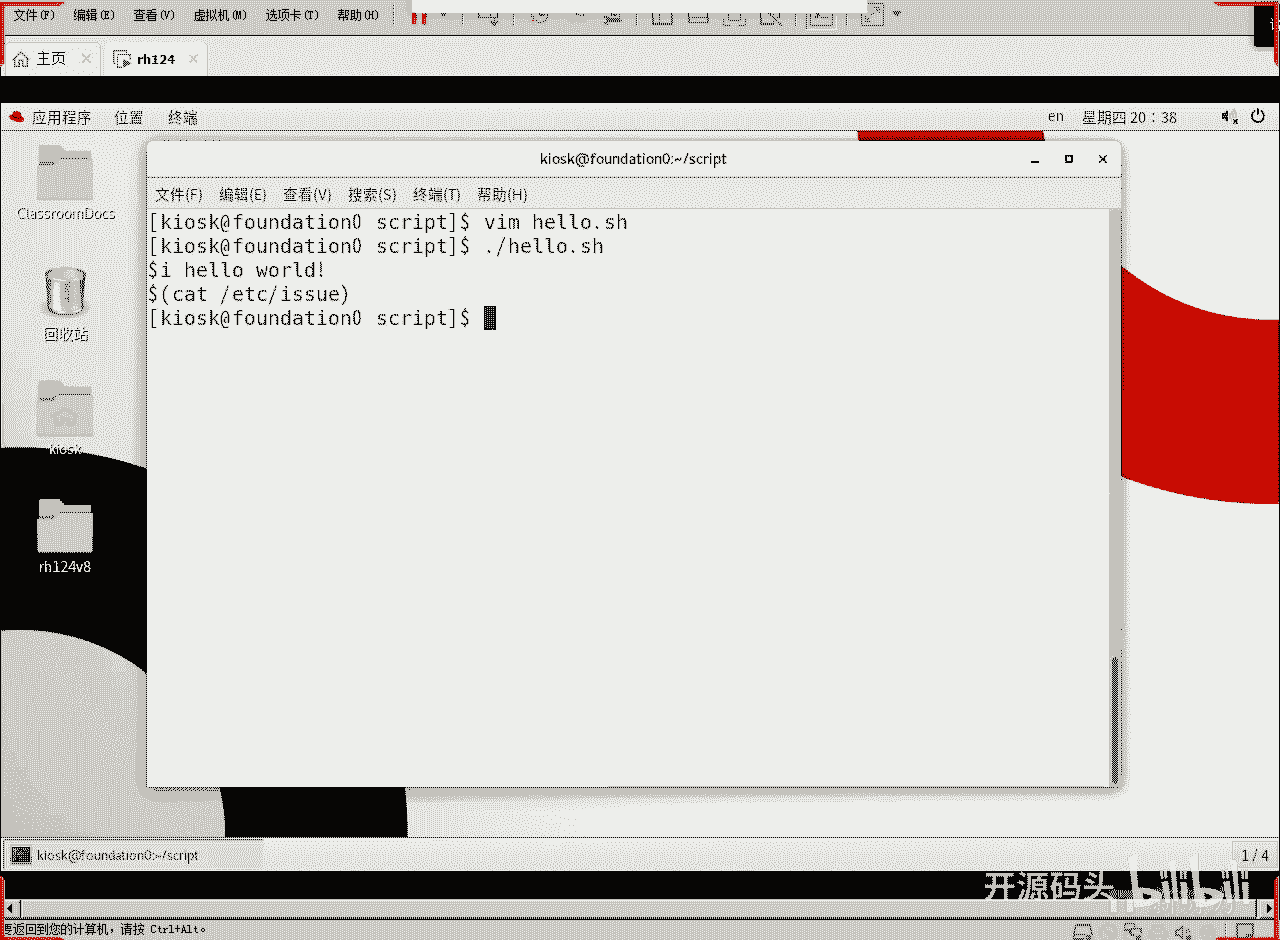 文件(F) 编辑(E) 查看(V) 虚拟机(M) 选项卡(T) 帮助(H)
主页 rh124
应用程序 位置 终端 en 星期四 20：38
kiosk@foundation0:~/script
文件(F) 编辑(E) 查看(V) 搜索(S) 终端(T) 帮助(H)
[kiosk@foundation0 script]$ vim hello.sh
[kiosk@foundation0 script]$ ./hello.sh
$i hello world!
$(cat /etc/issue)
[kiosk@foundation0 script]$
ClassroomDocs
回收站
kiosk
rh124v8
kiosk@foundation0:~/script
1 / 4
开源码头 bilibili
要返回到您的计算机，请按 Ctrl+Alt。